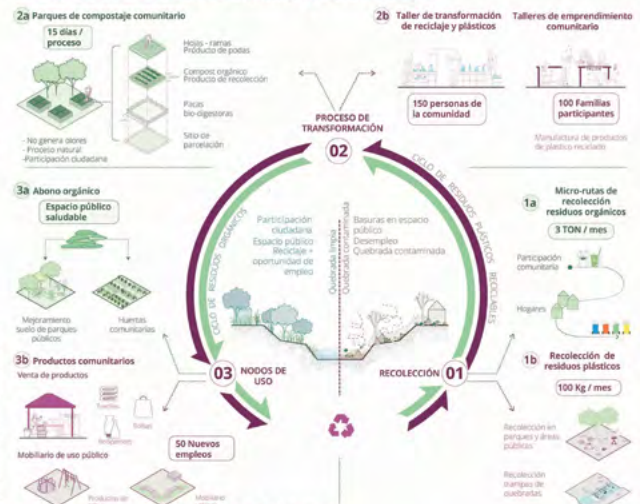 2a Parques de compostaje comunitario
15 días /
proceso
Hojas - ramas
Producto de podas
Compost orgánico
Producto de recolección
Pacas
bio-digestoras
Sitio de
parcelación
- No genera olores
- Proceso natural
-Participación ciudadana
2b Taller de transformación
de reciclaje y plásticos
150 personas de
la comunidad
Talleres de emprendimiento
comunitario
100 Familias
participantes
Manufactura de productos
de plástico reciclado
PROCESO DE
TRANSFORMACIÓN
02
CICLO DE RESIDUOS ORGÁNICOS
CICLO DE RESIDUOS PLÁSTICOS RECICLABLES
Participación
ciudadana
Espacio público
Reciclaje =
oportunidad de
empleo
Quebrada limpia
Quebrada contaminada
Basuras en espacio
público
Desempleo
Quebrada contaminada
3a Abono orgánico
Espacio público
saludable
Mejoramiento
suelo de parques
públicos
Huertas
comunitarias
1a
Micro-rutas de
recolección
residuos orgánicos
3 TON / mes
Participación
comunitaria
Hogares
3b Productos comunitarios
Venta de productos
Bolsas
Mobiliario de uso público
50 Nuevos
empleos
Productos de
Mobiliario
03 NODOS DE
USO
RECOLECCIÓN 01
1b
Recolección de
residuos plásticos
100 Kg / mes
Recolección en
parques y áreas
públicas
Recolección
trampas de
quebradas